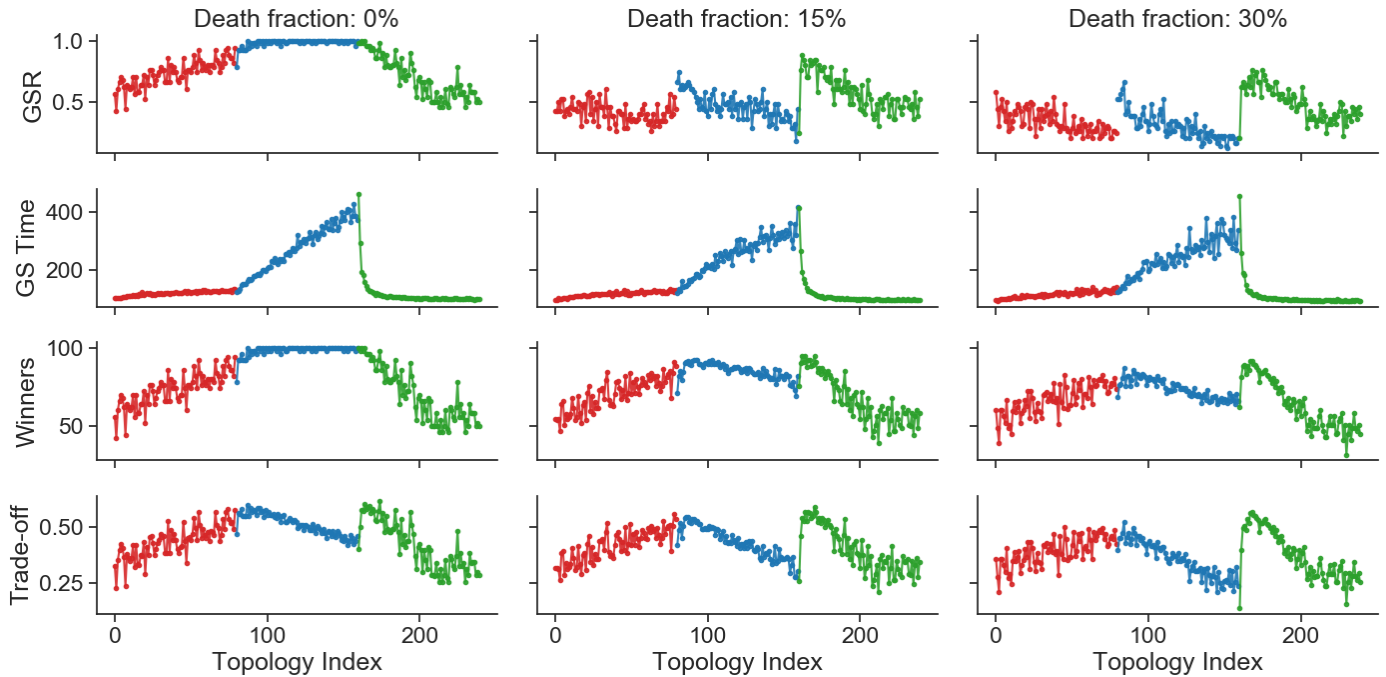 Death fraction: 0%
Death fraction: 15%
Death fraction: 30%
GSR
1.0
0.5
GS Time
400
200
Winners
100
50
Trade-off
0.50
0.25
0
100
200
0
100
200
0
100
200
Topology Index
Topology Index
Topology Index